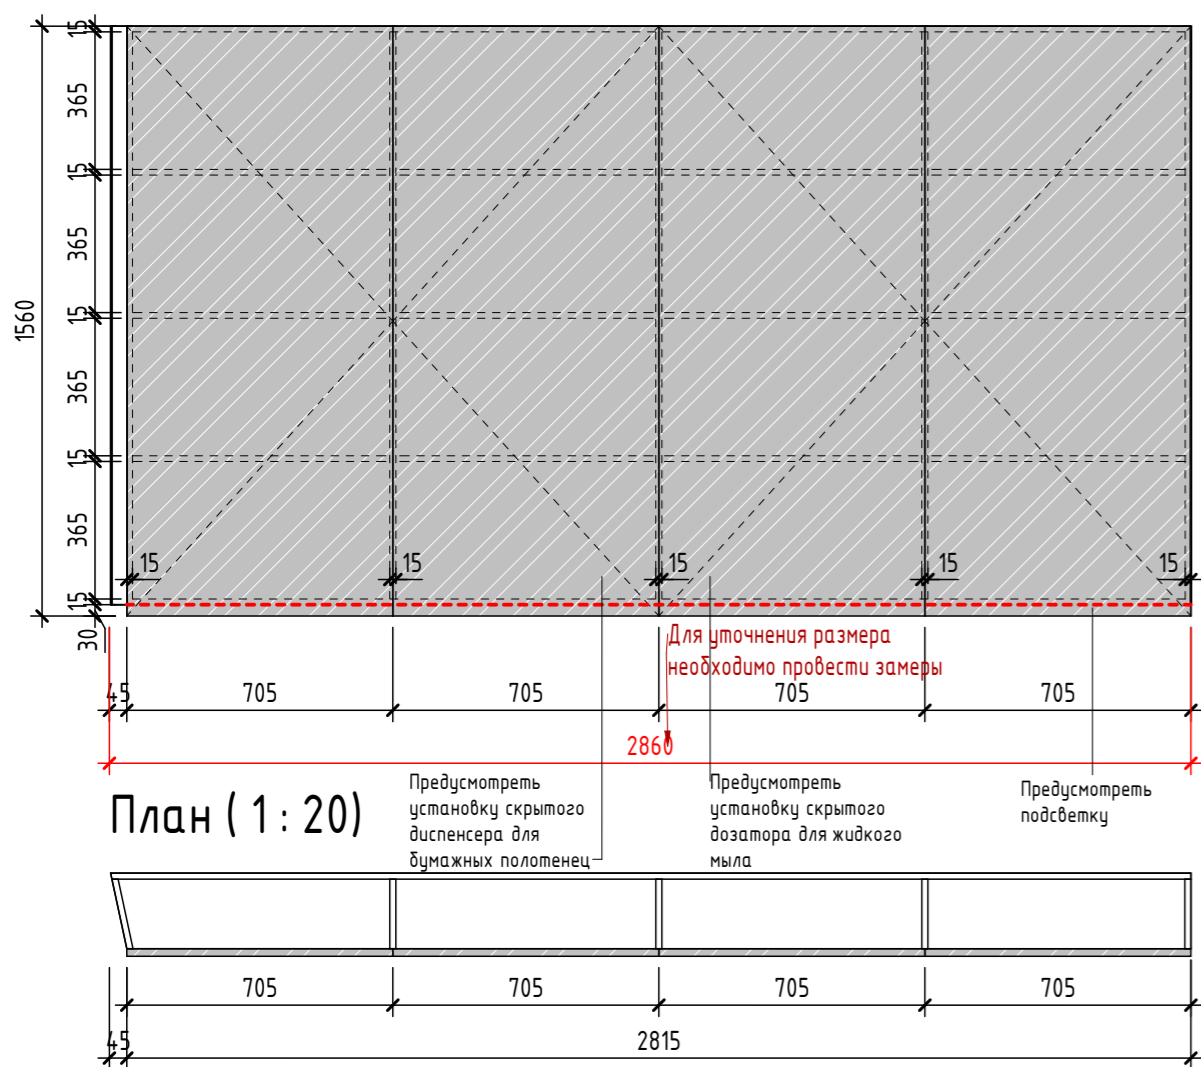 15
365
15
365
15
365
15
365
15
30
1560
15
15
15
15
15
Для уточнения размера
необходимо провести замеры
45
705
705
705
705
2860
Предусмотреть
установку скрытого
диспенсера для
бумажных полотенец
Предусмотреть
установку скрытого
дозатора для жидкого
мыла
Предусмотреть
подсветку
План ( 1 : 20)
705
705
705
705
45
2815